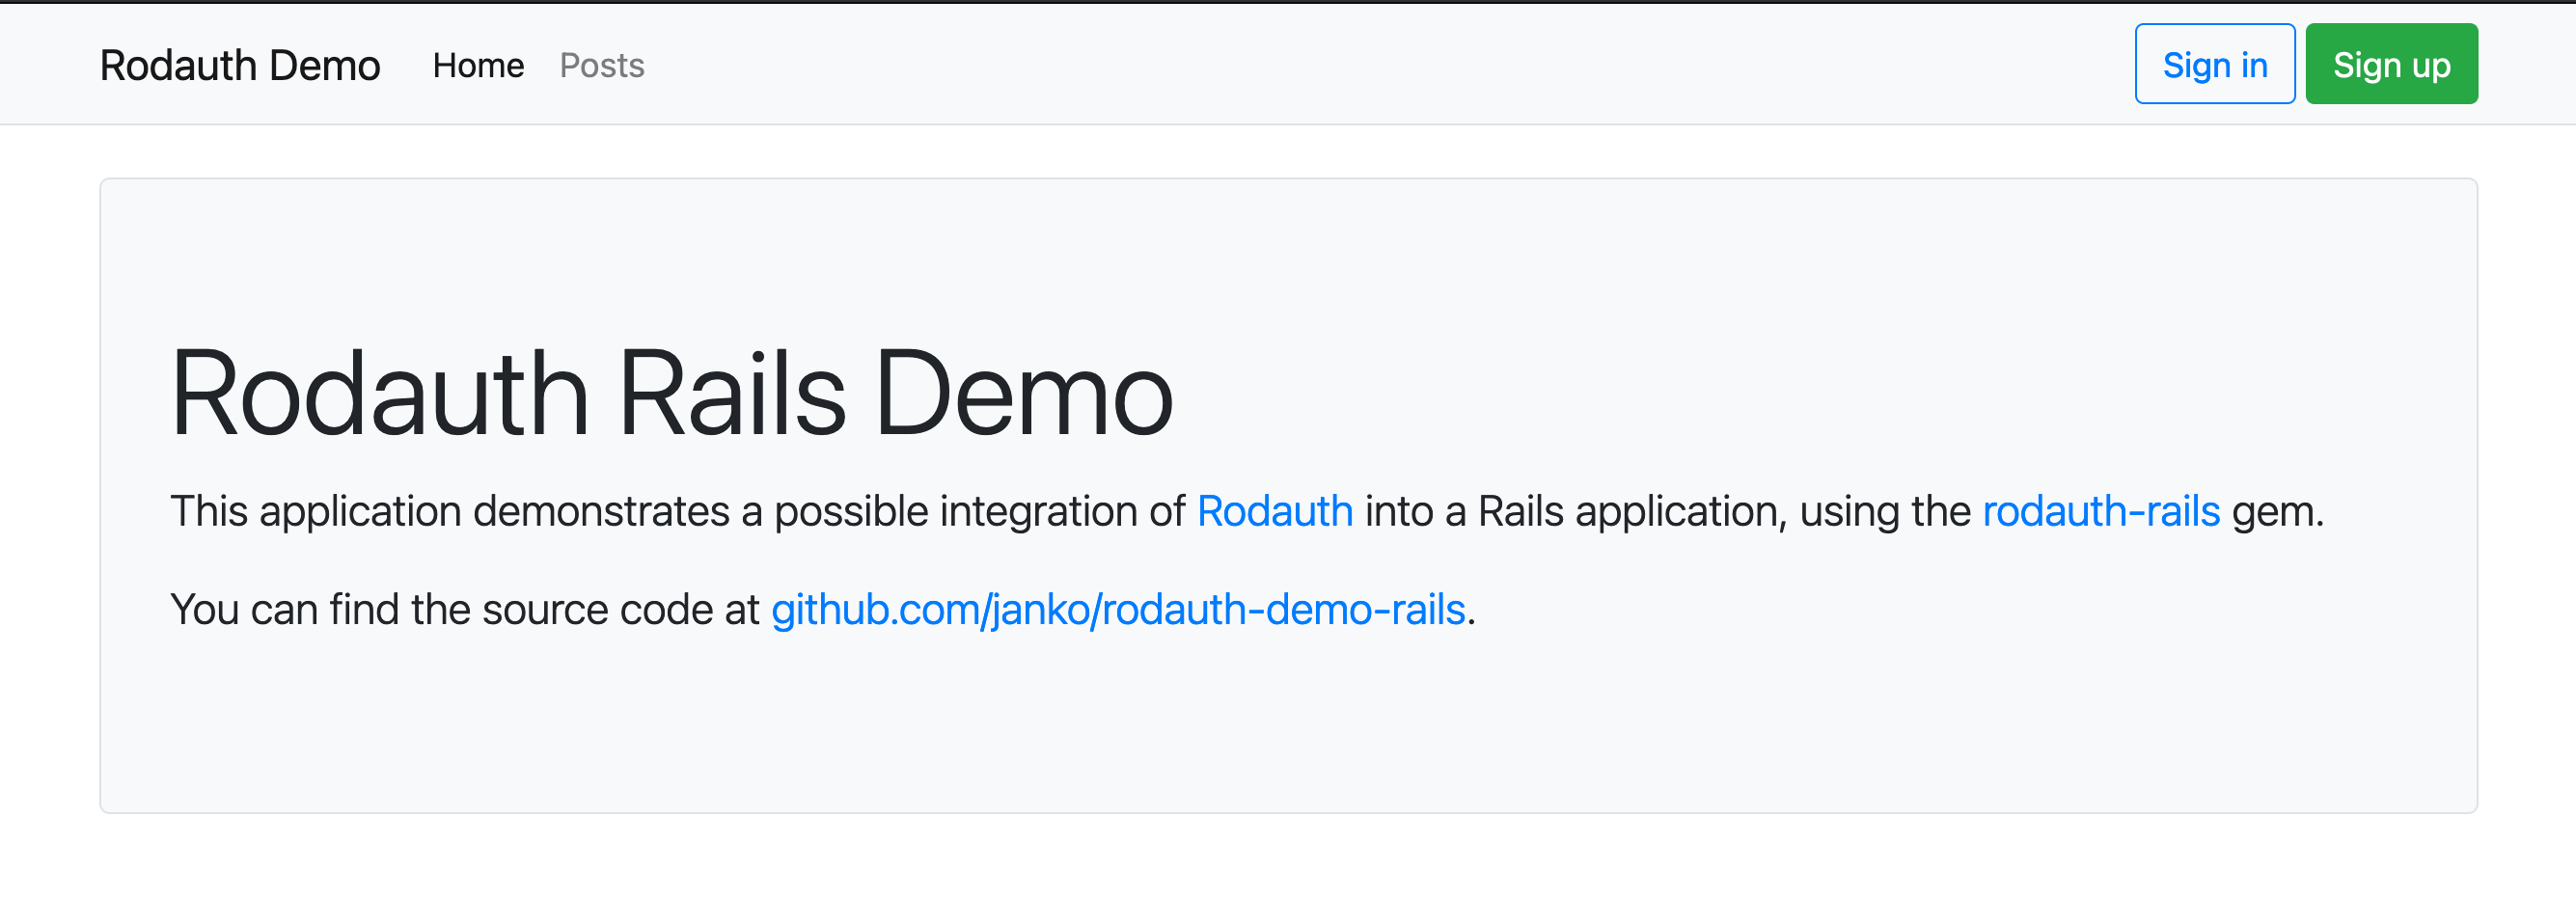 Rodauth Demo Home Posts Sign in Sign up
Rodauth Rails Demo
This application demonstrates a possible integration of Rodauth into a Rails application, using the rodauth-rails gem.
You can find the source code at github.com/janko/rodauth-demo-rails.